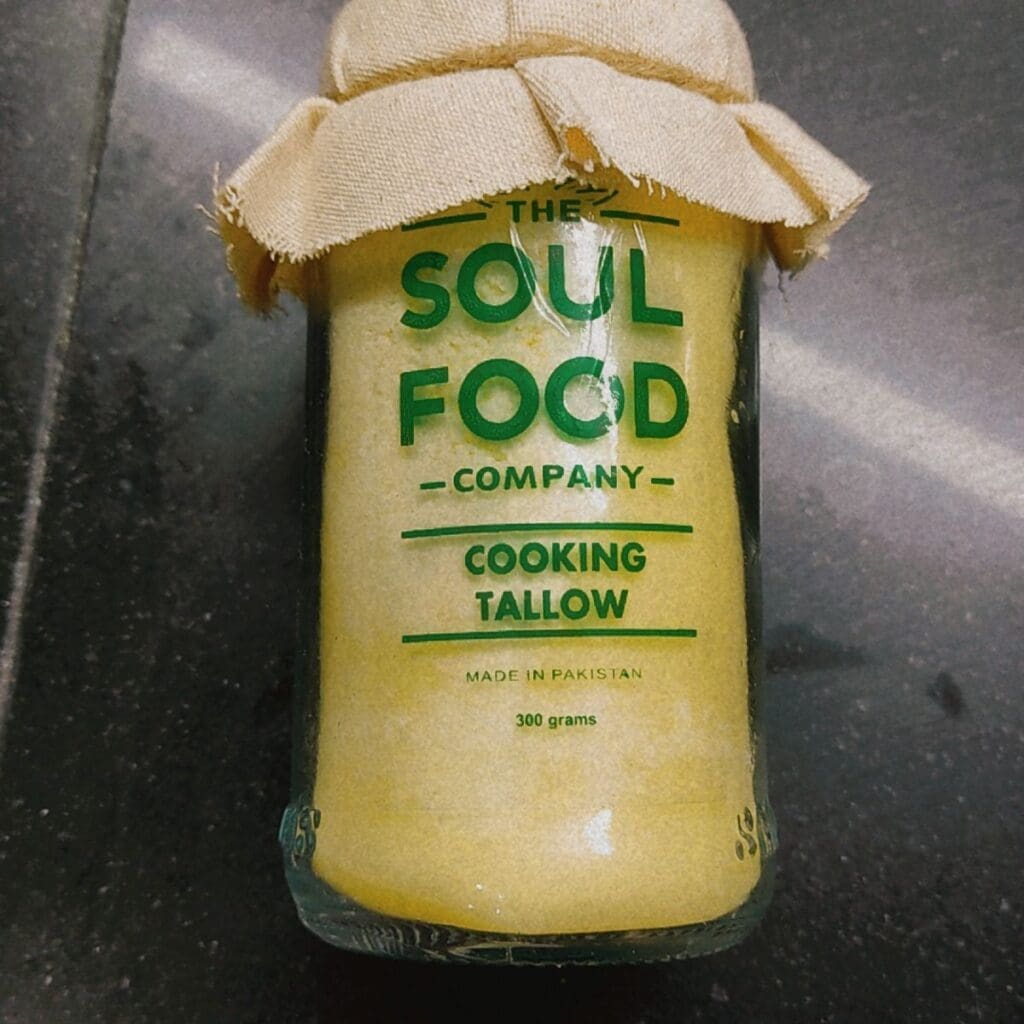 THE
SOUL
FOOD
COMPANY
COOKING
TALLOW
MADE IN PAKISTAN
300 grams